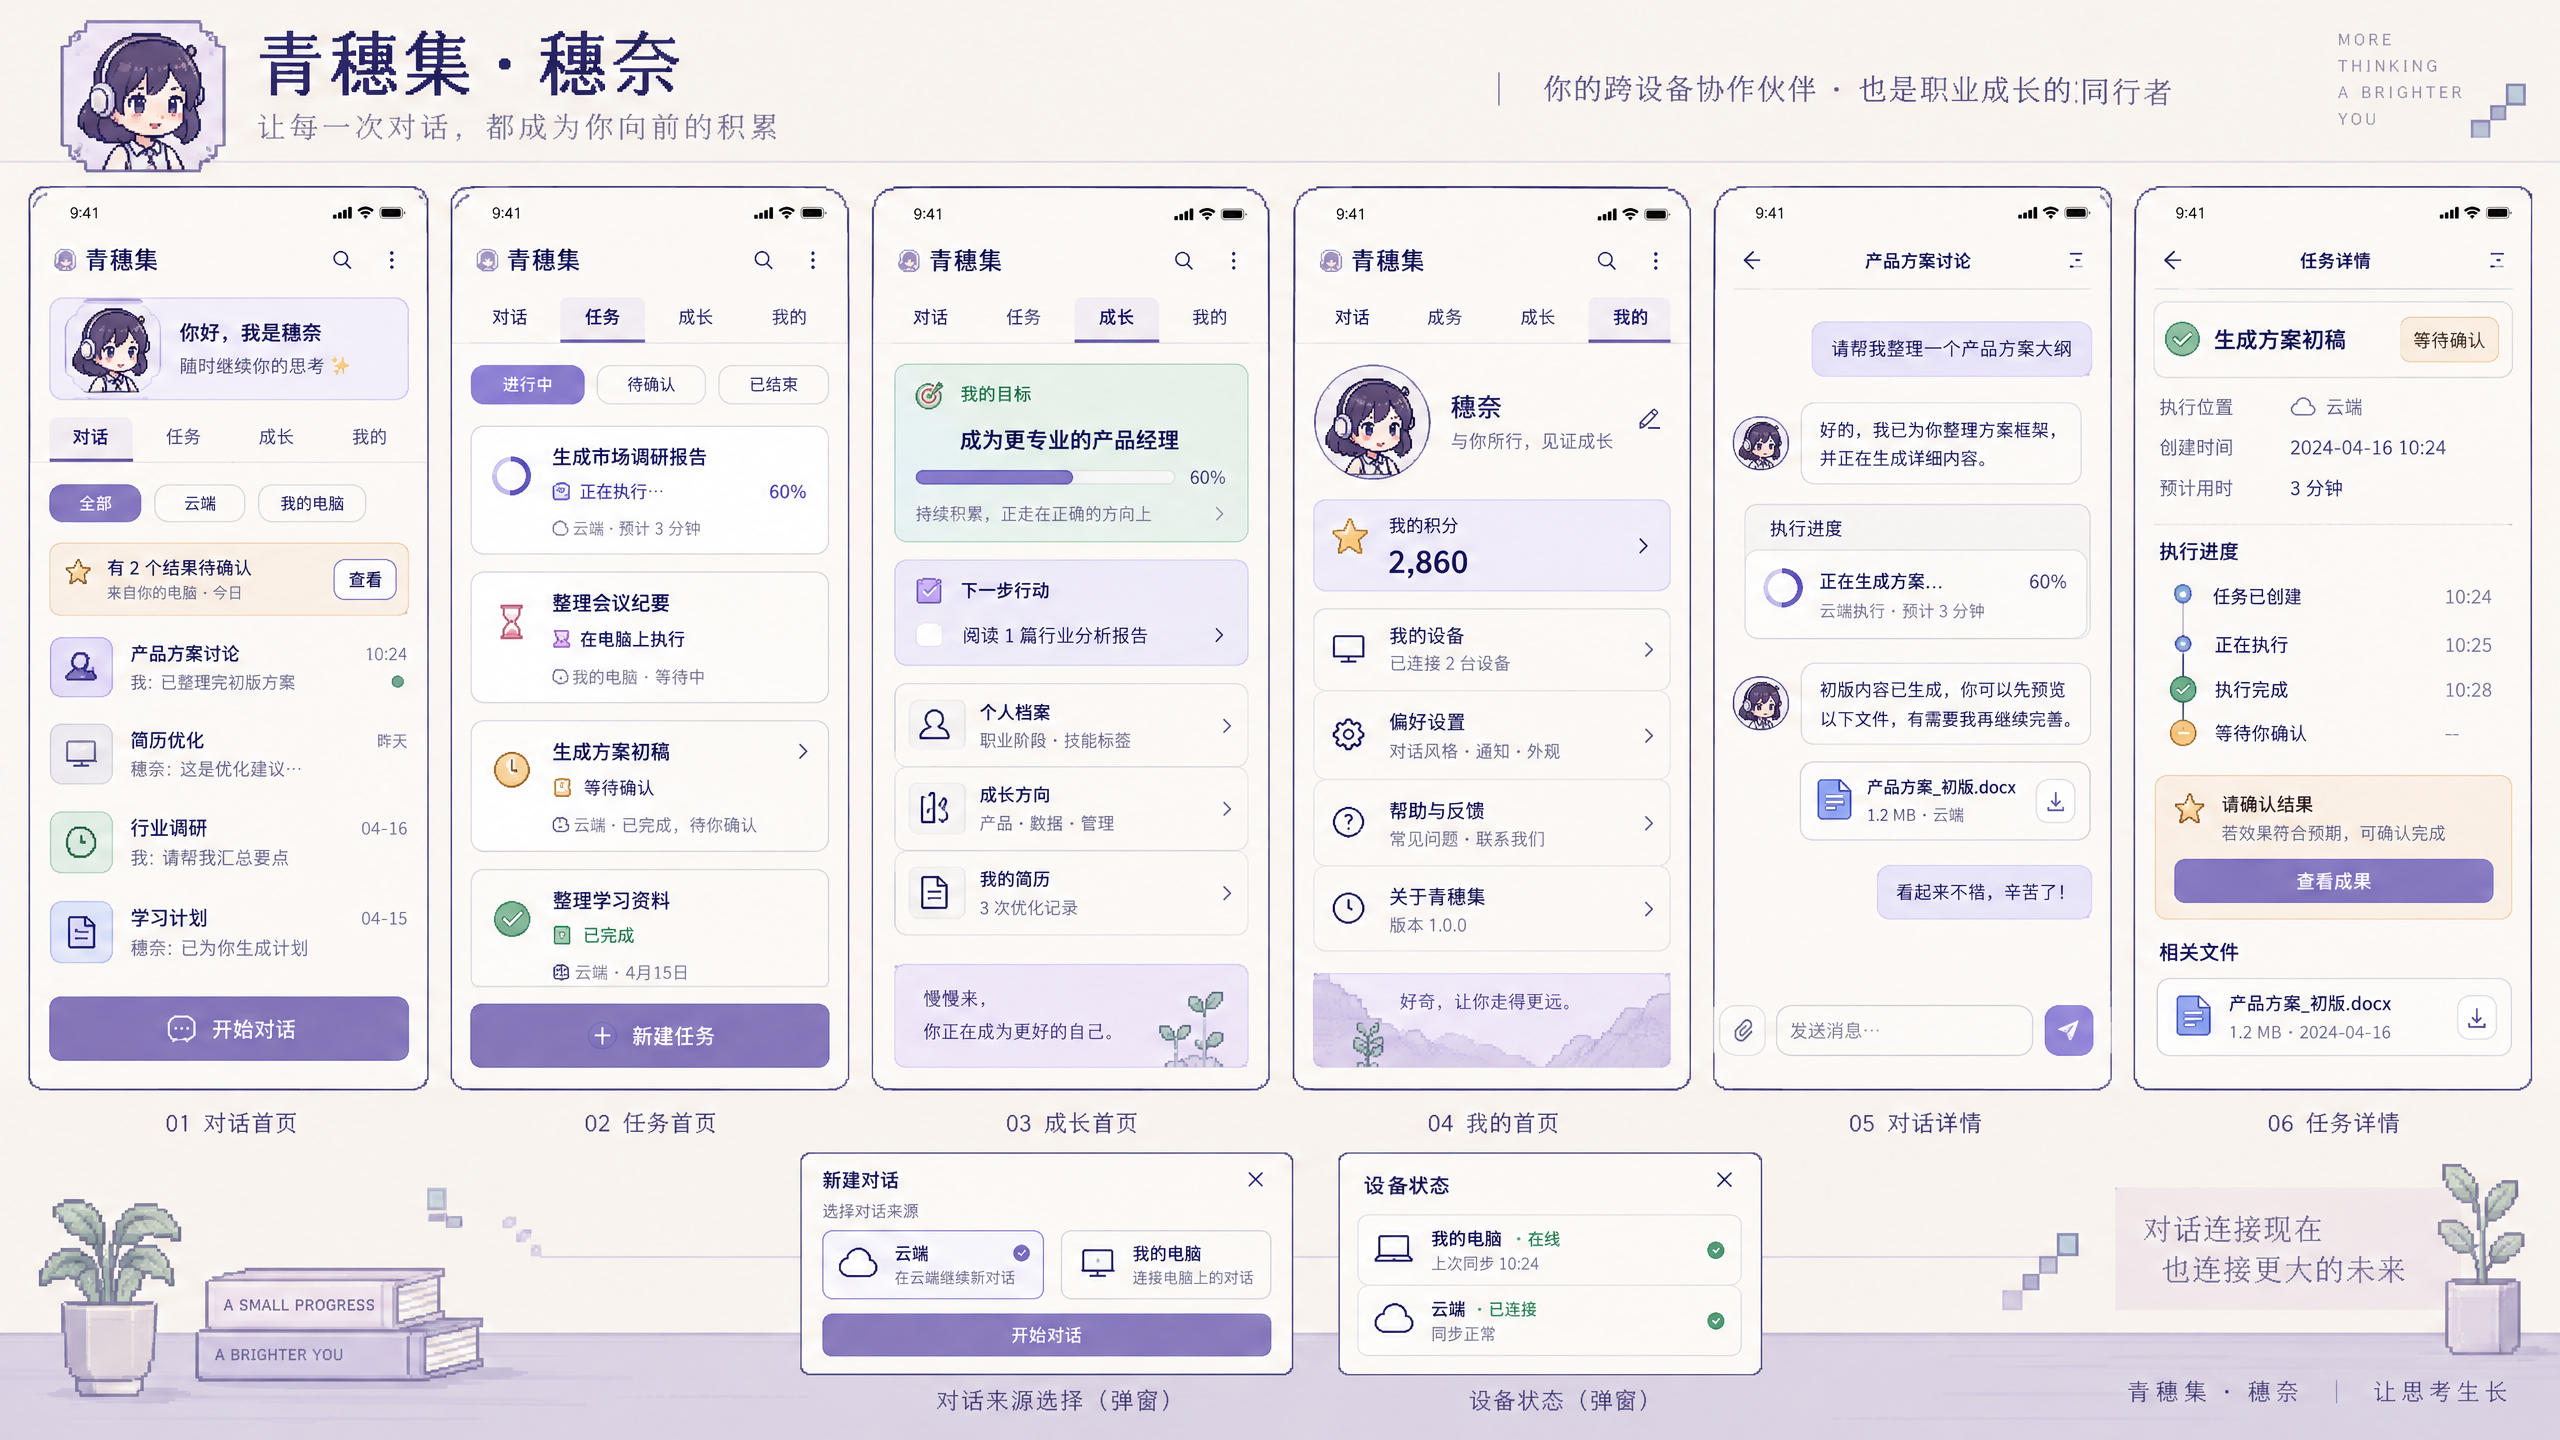 青穗集·穗奈
让每一次对话，都成为你向前的积累
你的跨设备协作伙伴 · 也是职业成长的同行者
MORE
THINKING
A BRIGHTER
YOU
9:41
青穗集
你好，我是穗奈
随时继续你的思考
对话 任务 成长 我的
全部 云端 我的电脑
有 2 个结果待确认
来自你的电脑 · 今日
查看
产品方案讨论 10:24
我: 已整理完初版方案
简历优化 昨天
穗奈: 这是优化建议…
行业调研 04-16
我: 请帮我汇总要点
学习计划 04-15
穗奈: 已为你生成计划
开始对话
01 对话首页
9:41
青穗集
对话 任务 成长 我的
进行中 待确认 已结束
生成市场调研报告
正在执行… 60%
云端 · 预计 3 分钟
整理会议纪要
在电脑上执行
我的电脑 · 等待中
生成方案初稿
等待确认
云端 · 已完成，待你确认
整理学习资料
已完成
云端 · 4月15日
新建任务
02 任务首页
9:41
青穗集
对话 任务 成长 我的
我的目标
成为更专业的产品经理
60%
持续积累，正走在正确的方向上
下一步行动
阅读 1 篇行业分析报告
个人档案
职业阶段 · 技能标签
成长方向
产品 · 数据 · 管理
我的简历
3 次优化记录
慢慢来，
你正在成为更好的自己。
03 成长首页
9:41
青穗集
对话 成务 成长 我的
穗奈
与你所行，见证成长
我的积分
2,860
我的设备
已连接 2 台设备
偏好设置
对话风格 · 通知 · 外观
帮助与反馈
常见问题 · 联系我们
关于青穗集
版本 1.0.0
好奇，让你走得更远。
04 我的首页
9:41
产品方案讨论
请帮我整理一个产品方案大纲
好的，我已为你整理方案框架，
并正在生成详细内容。
执行进度
正在生成方案... 60%
云端执行 · 预计 3 分钟
初版内容已生成，你可以先预览
以下文件，有需要我再继续完善。
产品方案_初版.docx
1.2 MB · 云端
看起来不错，辛苦了！
发送消息…
05 对话详情
9:41
任务详情
生成方案初稿 等待确认
执行位置 云端
创建时间 2024-04-16 10:24
预计用时 3 分钟
执行进度
任务已创建 10:24
正在执行 10:25
执行完成 10:28
等待你确认 --
请确认结果
若效果符合预期，可确认完成
查看成果
相关文件
产品方案_初版.docx
1.2 MB · 2024-04-16
06 任务详情
A SMALL PROGRESS
A BRIGHTER YOU
新建对话
选择对话来源
云端
在云端继续新对话
我的电脑
连接电脑上的对话
开始对话
对话来源选择（弹窗）
设备状态
我的电脑 · 在线
上次同步 10:24
云端 · 已连接
同步正常
设备状态（弹窗）
对话连接现在
也连接更大的未来
青穗集 · 穗奈 | 让思考生长